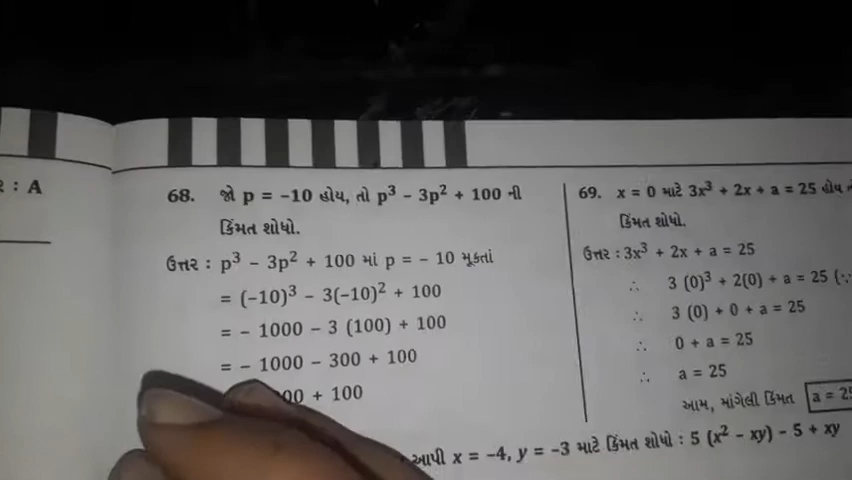 ર : A
68. જો p = -10 હોય, તો p³ - 3p² + 100 ની
કિંમત શોધો.
ઉત્તર : p³ - 3p² + 100 માં p = - 10 મૂકતાં
= (-10)³ - 3(-10)² + 100
= - 1000 - 3 (100) + 100
= - 1000 - 300 + 100
00 + 100
69. x = 0 માટે 3x³ + 2x + a = 25 હોય
કિંમત શોધો.
ઉત્તર : 3x³ + 2x + a = 25
∴ 3 (0)³ + 2(0) + a = 25 (∵
∴ 3 (0) + 0 + a = 25
∴ 0 + a = 25
∴ a = 25
આમ, માંગેલી કિંમત a = 25
આપી x = -4, y = -3 માટે કિંમત શોધો : 5 (x² - xy) - 5 + xy